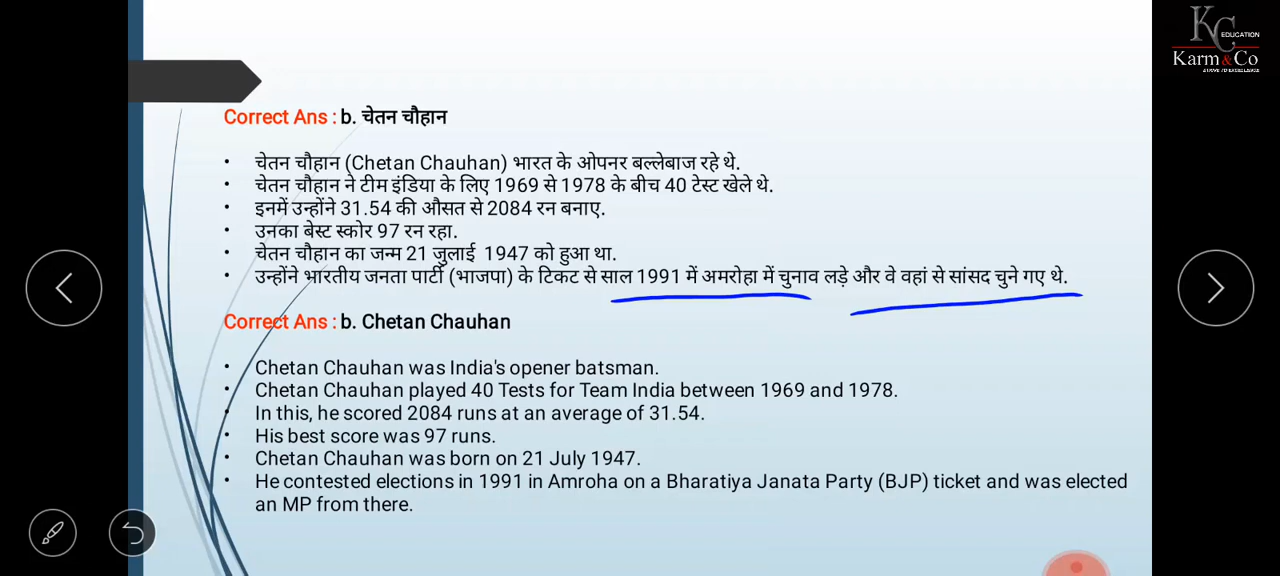 KC EDUCATION
Karm & Co
Correct Ans : b. चेतन चौहान
• चेतन चौहान (Chetan Chauhan) भारत के ओपनर बल्लेबाज रहे थे.
• चेतन चौहान ने टीम इंडिया के लिए 1969 से 1978 के बीच 40 टेस्ट खेले थे.
• इनमें उन्होंने 31.54 की औसत से 2084 रन बनाए.
• उनका बेस्ट स्कोर 97 रन रहा.
• चेतन चौहान का जन्म 21 जुलाई 1947 को हुआ था.
• उन्होंने भारतीय जनता पार्टी (भाजपा) के टिकट से साल 1991 में अमरोहा में चुनाव लड़े और वे वहां से सांसद चुने गए थे.
Correct Ans : b. Chetan Chauhan
• Chetan Chauhan was India's opener batsman.
• Chetan Chauhan played 40 Tests for Team India between 1969 and 1978.
• In this, he scored 2084 runs at an average of 31.54.
• His best score was 97 runs.
• Chetan Chauhan was born on 21 July 1947.
• He contested elections in 1991 in Amroha on a Bharatiya Janata Party (BJP) ticket and was elected
an MP from there.